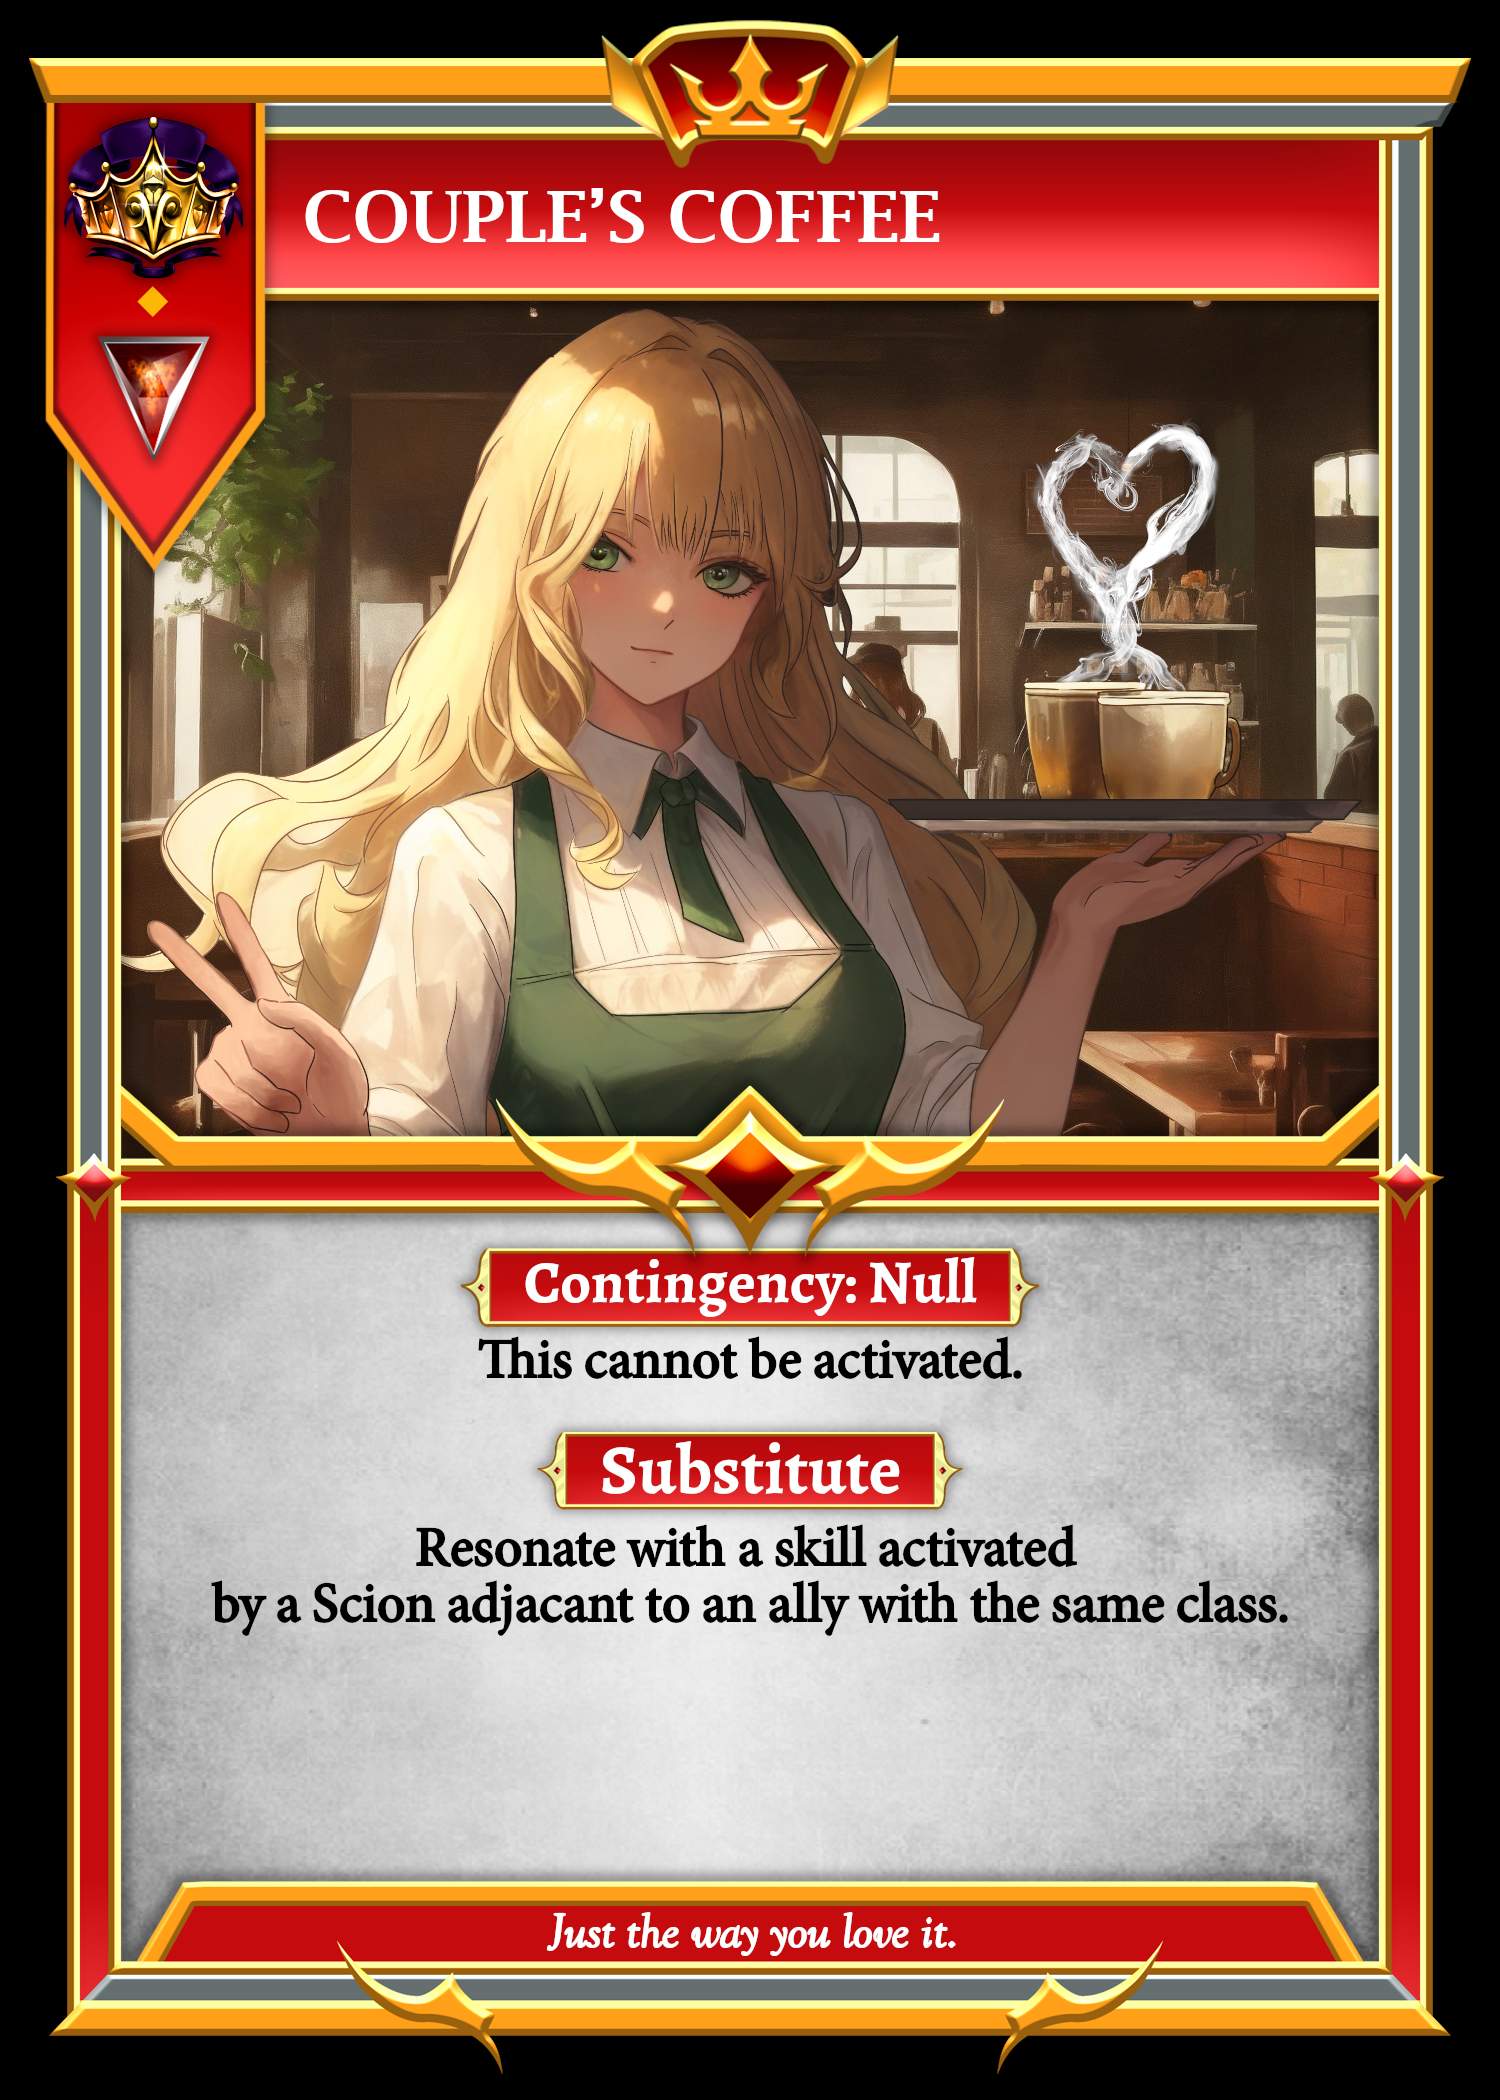 COUPLE'S COFFEE
Contingency: Null
This cannot be activated.
Substitute
Resonate with a skill activated
by a Scion adjacant to an ally with the same class.
Just the way you love it.